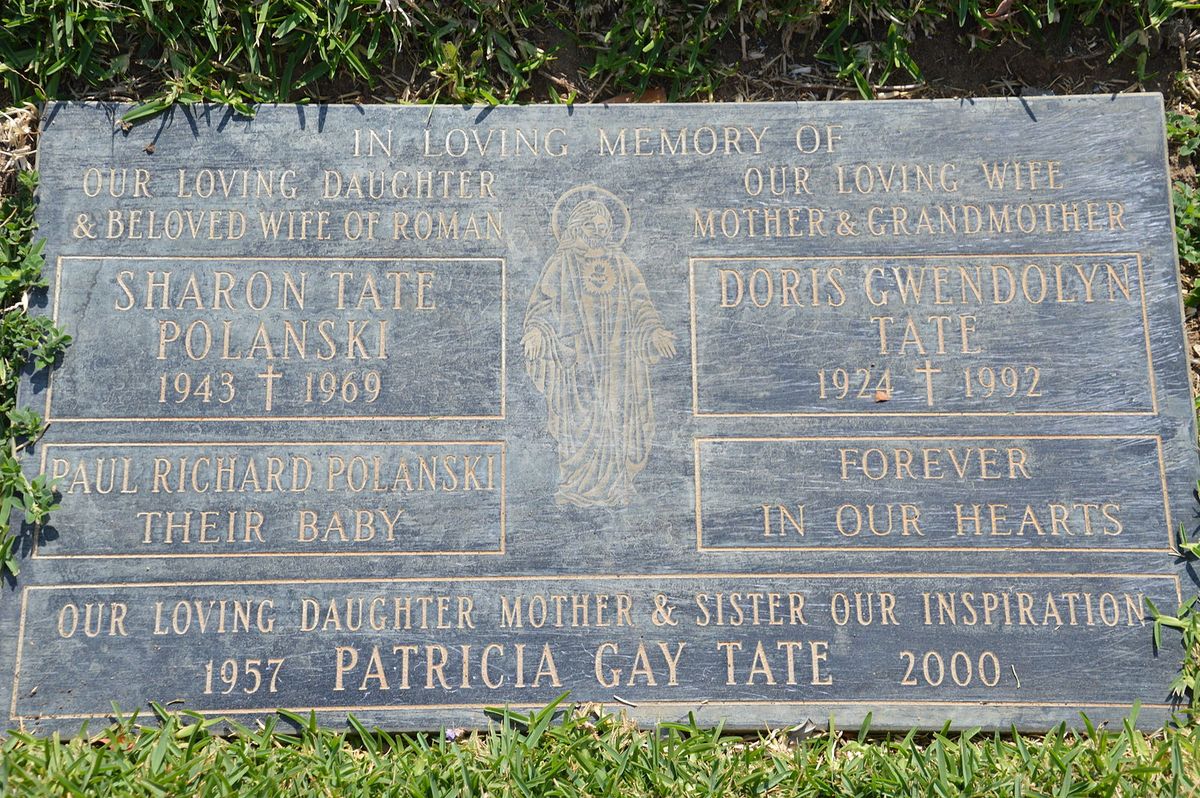 IN LOVING MEMORY OF
OUR LOVING DAUGHTER
& BELOVED WIFE OF ROMAN
SHARON TATE
POLANSKI
1943 † 1969
PAUL RICHARD POLANSKI
THEIR BABY
OUR LOVING WIFE
MOTHER & GRANDMOTHER
DORIS GWENDOLYN
TATE
1924 † 1992
FOREVER
IN OUR HEARTS
OUR LOVING DAUGHTER MOTHER & SISTER OUR INSPIRATION
1957 PATRICIA GAY TATE 2000